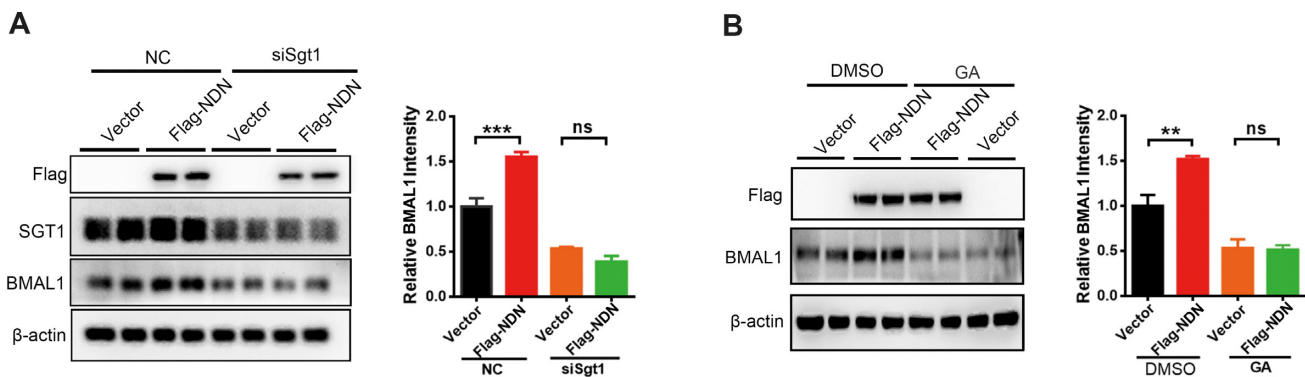 A
NC siSgt1
Vector Flag-NDN Vector Flag-NDN
Flag
SGT1
BMAL1
β-actin
Relative BMAL1 Intensity
2.0
1.5
1.0
0.5
0.0
*** ns
Vector Flag-NDN Vector Flag-NDN
NC siSgt1
B
DMSO GA
Vector Flag-NDN Flag-NDN Vector
Flag
BMAL1
β-actin
Relative BMAL1 Intensity
2.0
1.5
1.0
0.5
0.0
** ns
Vector Flag-NDN Vector Flag-NDN
DMSO GA